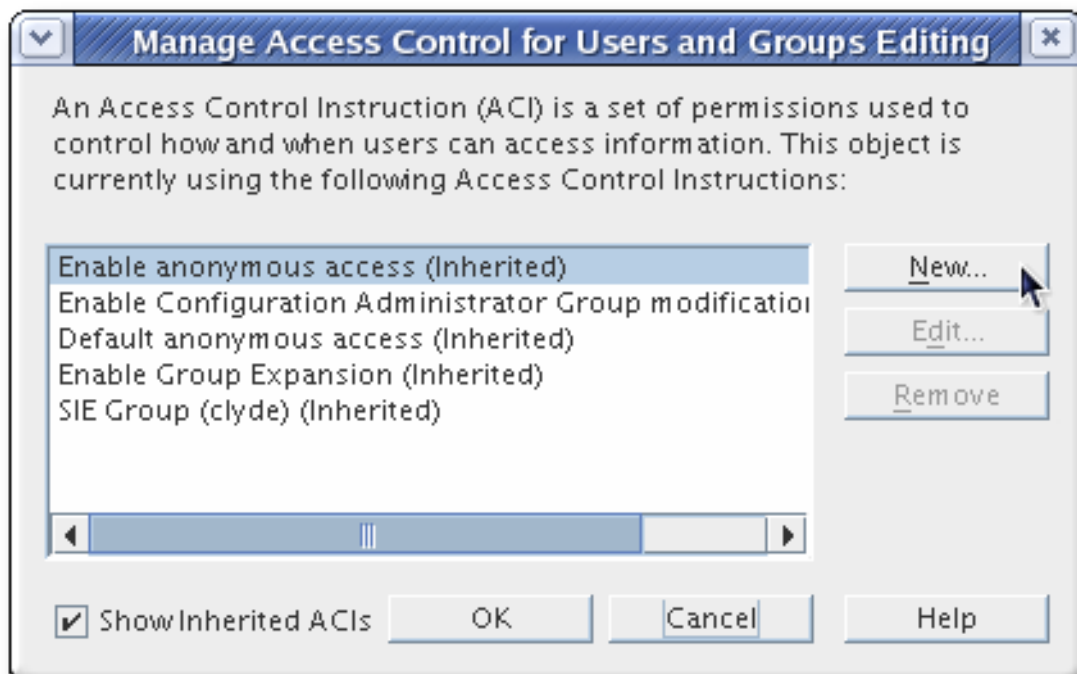 Manage Access Control for Users and Groups Editing
An Access Control Instruction (ACI) is a set of permissions used to
control how and when users can access information. This object is
currently using the following Access Control Instructions:
Enable anonymous access (Inherited)
Enable Configuration Administrator Group modification
Default anonymous access (Inherited)
Enable Group Expansion (Inherited)
SIE Group (clyde) (Inherited)
New...
Edit...
Remove
Show Inherited ACIs
OK
Cancel
Help